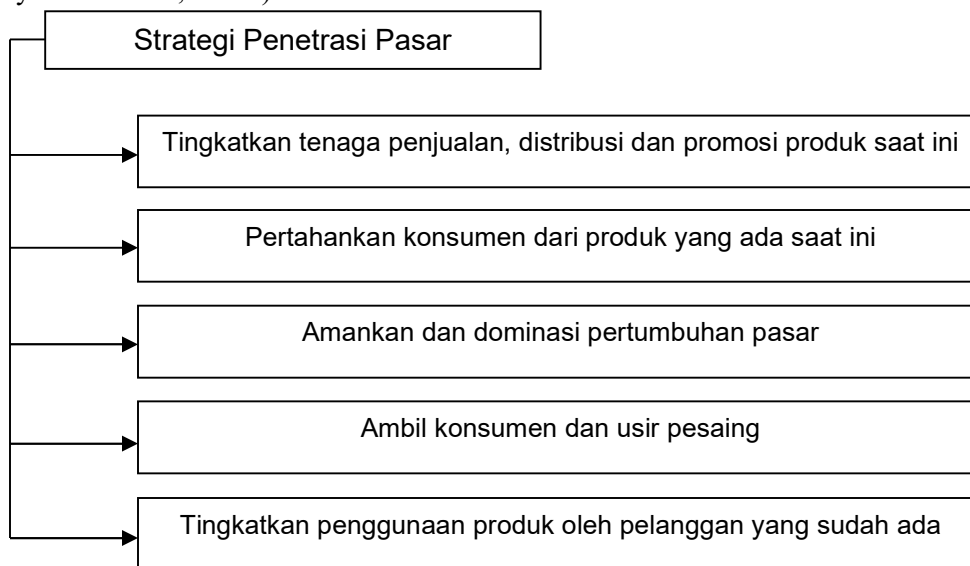 Strategi Penetrasi Pasar
Tingkatkan tenaga penjualan, distribusi dan promosi produk saat ini
Pertahankan konsumen dari produk yang ada saat ini
Amankan dan dominasi pertumbuhan pasar
Ambil konsumen dan usir pesaing
Tingkatkan penggunaan produk oleh pelanggan yang sudah ada